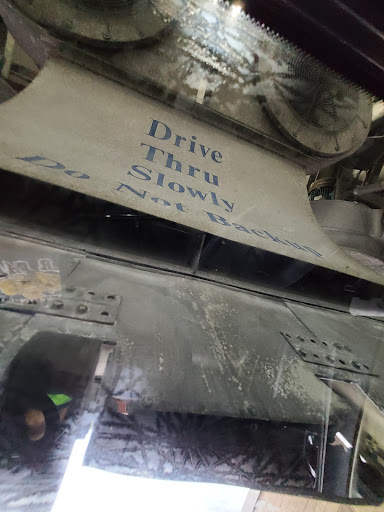 Drive
Thru
Slowly
Do Not Backup